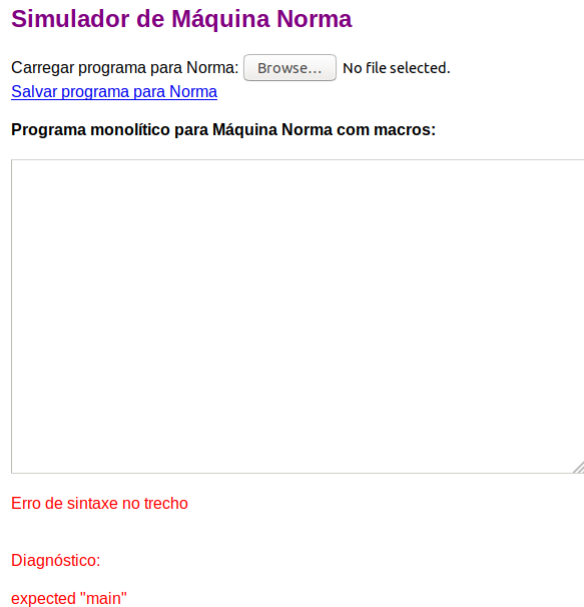 Simulador de Máquina Norma
Carregar programa para Norma: Browse... No file selected.
Salvar programa para Norma
Programa monolítico para Máquina Norma com macros:
Erro de sintaxe no trecho
Diagnóstico:
expected "main"